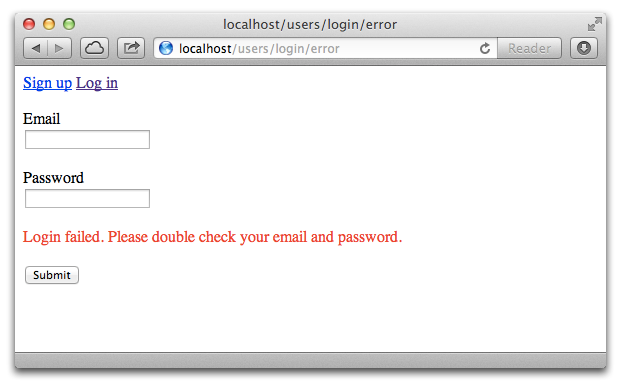 localhost/users/login/error
localhost/users/login/error Reader
Sign up Log in
Email
Password
Login failed. Please double check your email and password.
Submit